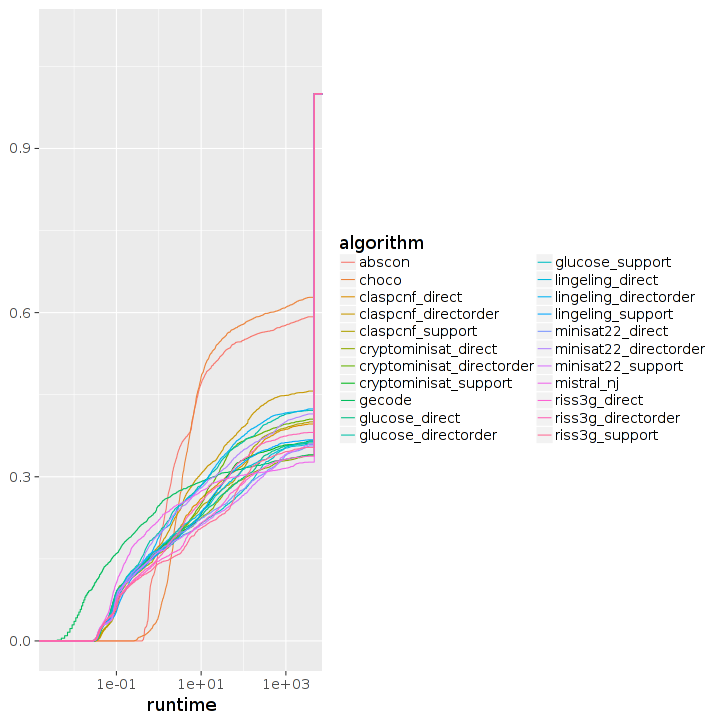 0.9
0.6
0.3
0.0
1e-01 1e+01 1e+03
runtime
algorithm
abscon
choco
claspcnf_direct
claspcnf_directorder
claspcnf_support
cryptominisat_direct
cryptominisat_directorder
cryptominisat_support
gecode
glucose_direct
glucose_directorder
glucose_support
lingeling_direct
lingeling_directorder
lingeling_support
minisat22_direct
minisat22_directorder
minisat22_support
mistral_nj
riss3g_direct
riss3g_directorder
riss3g_support